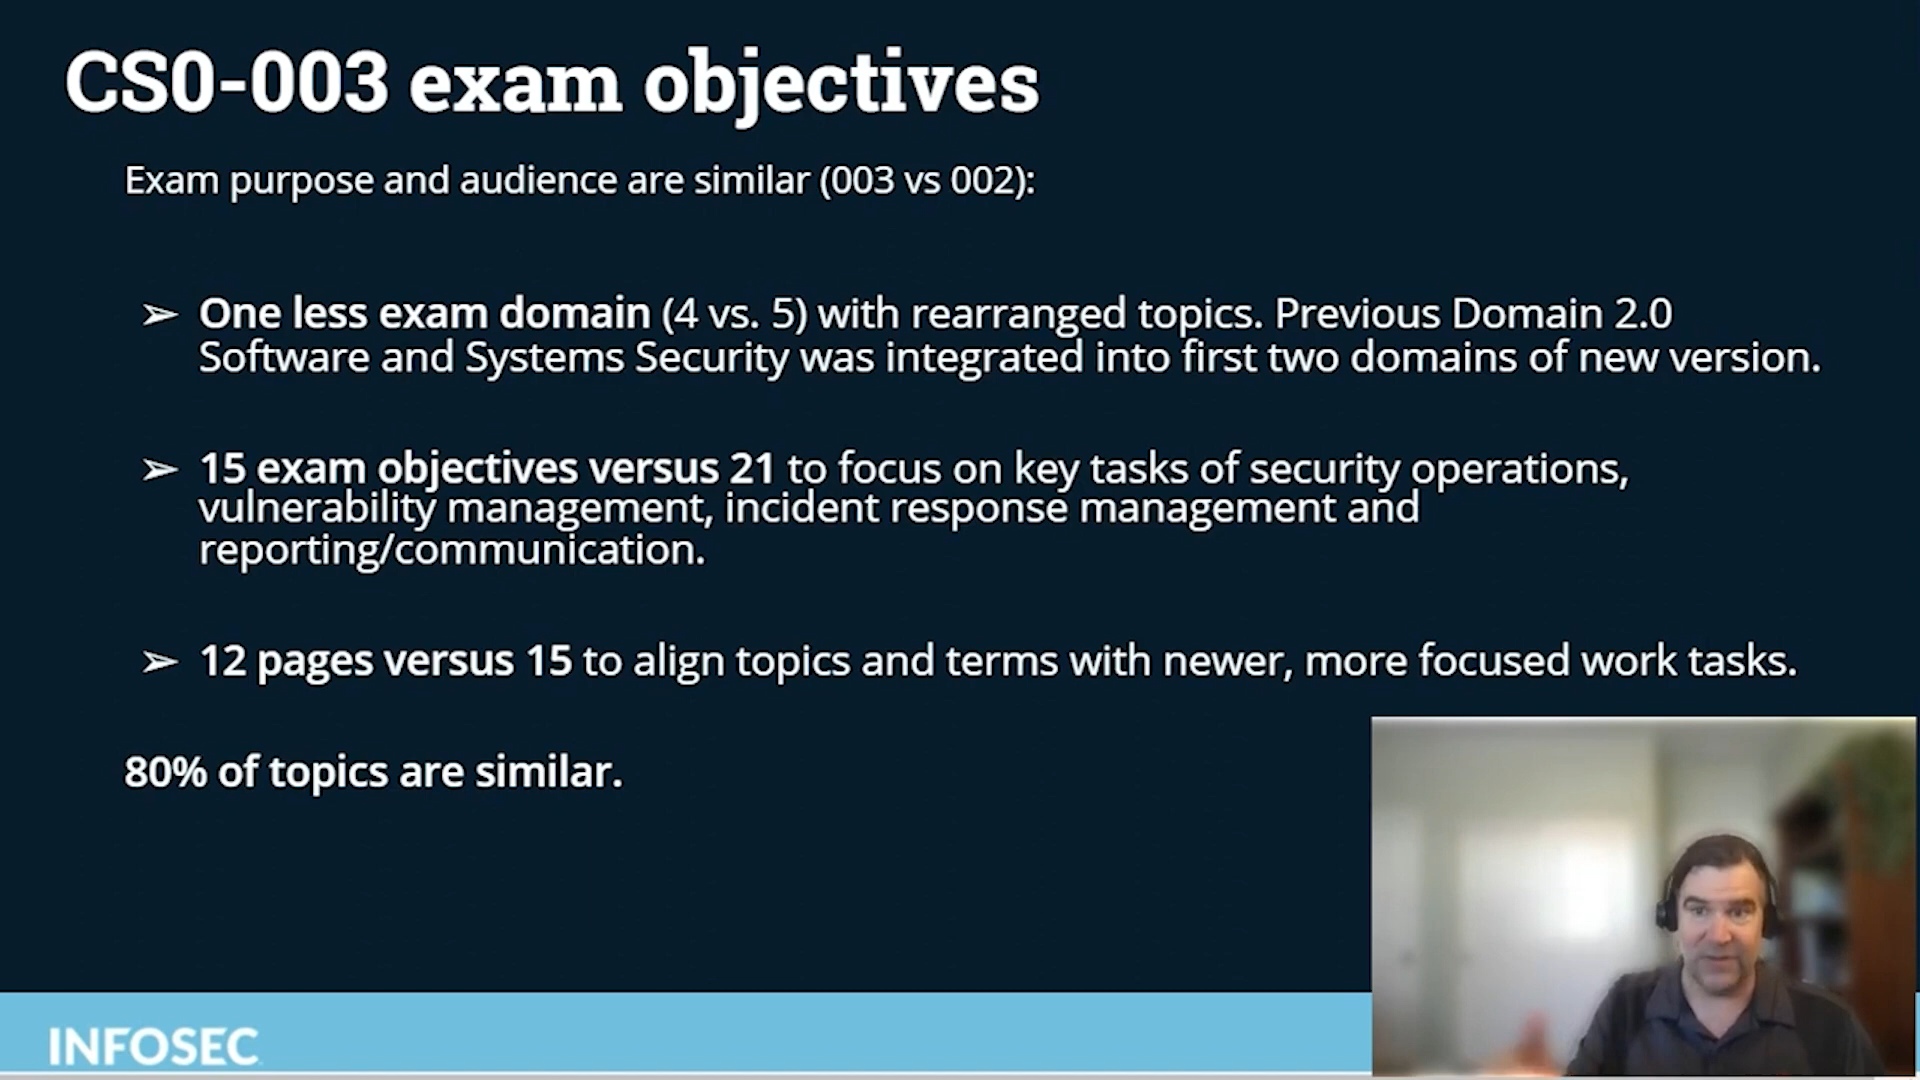 CS0-003 exam objectives
Exam purpose and audience are similar (003 vs 002):
➢ One less exam domain (4 vs. 5) with rearranged topics. Previous Domain 2.0
Software and Systems Security was integrated into first two domains of new version.
➢ 15 exam objectives versus 21 to focus on key tasks of security operations,
vulnerability management, incident response management and
reporting/communication.
➢ 12 pages versus 15 to align topics and terms with newer, more focused work tasks.
80% of topics are similar.
INFOSEC